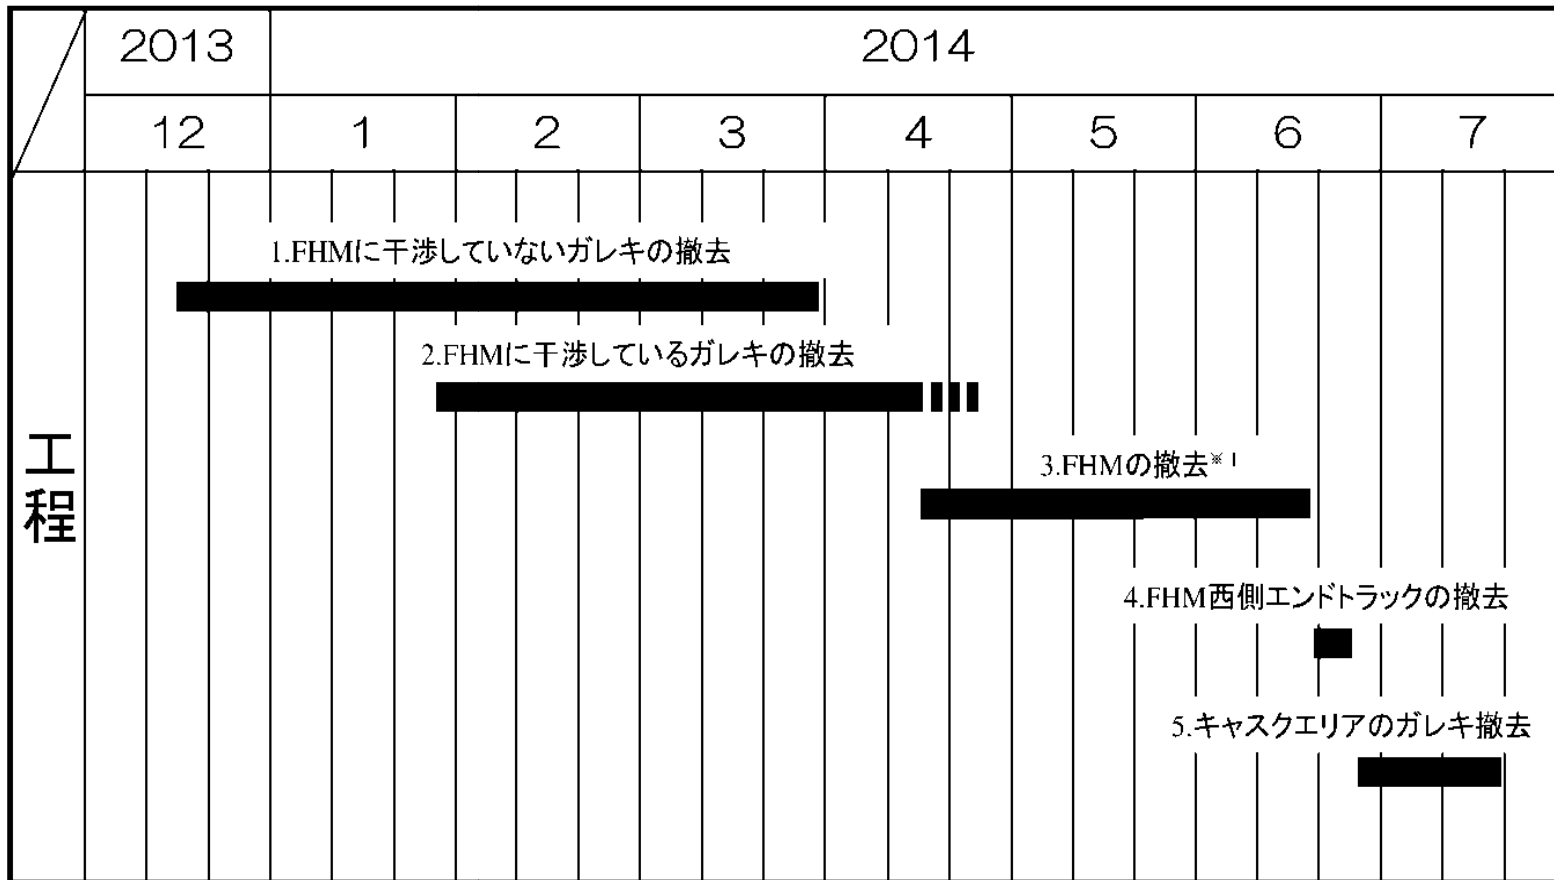 2013 2014
12 1 2 3 4 5 6 7
工程
1.FHMに干渉していないガレキの撤去
2.FHMに干渉しているガレキの撤去
3.FHMの撤去※1
4.FHM西側エンドトラックの撤去
5.キャスクエリアのガレキ撤去